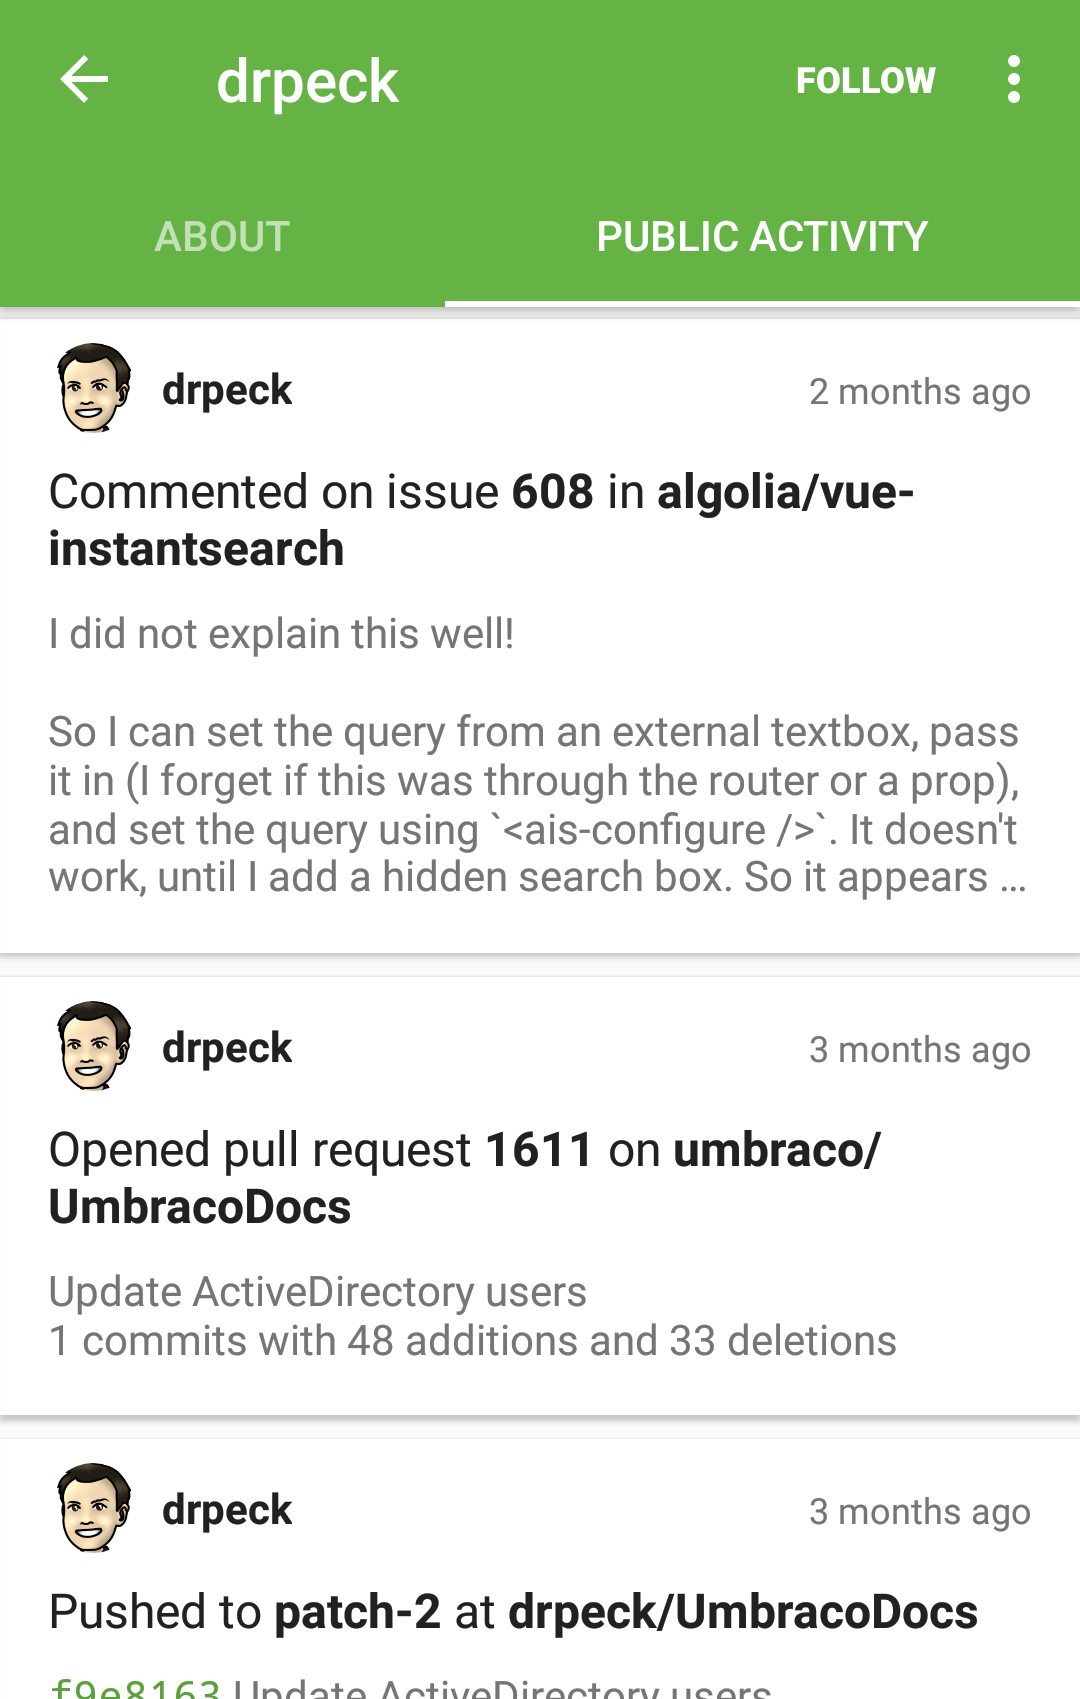 drpeck
FOLLOW
ABOUT
PUBLIC ACTIVITY
drpeck
2 months ago
Commented on issue 608 in algolia/vue-
instantsearch
I did not explain this well!
So I can set the query from an external textbox, pass
it in (I forget if this was through the router or a prop),
and set the query using `<ais-configure />`. It doesn't
work, until I add a hidden search box. So it appears ...
drpeck
3 months ago
Opened pull request 1611 on umbraco/
UmbracoDocs
Update ActiveDirectory users
1 commits with 48 additions and 33 deletions
drpeck
3 months ago
Pushed to patch-2 at drpeck/UmbracoDocs
f9e8163 Update ActiveDirectory users